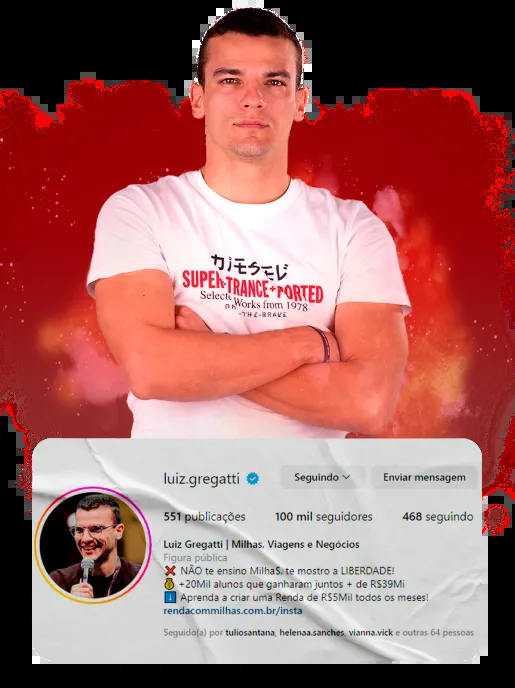 SUPER+TRANCE+PORTED
Works from 1978
luiz.gregatti Seguindo Enviar mensagem
551 publicações 100 mil seguidores 468 seguindo
Luiz Gregatti | Milhas, Viagens e Negócios
Figura pública
❌ NÃO te ensino Milha$, te mostro a LIBERDADE!
💰 +20Mil alunos que ganharam juntos + de R$39Mi
⬇️ Aprenda a criar uma Renda de R$5Mil todos os meses!
rendacommilhas.com.br/insta
Seguido(a) por tuliosantana, helenaa.sanches, vianna.vick e outras 64 pessoas